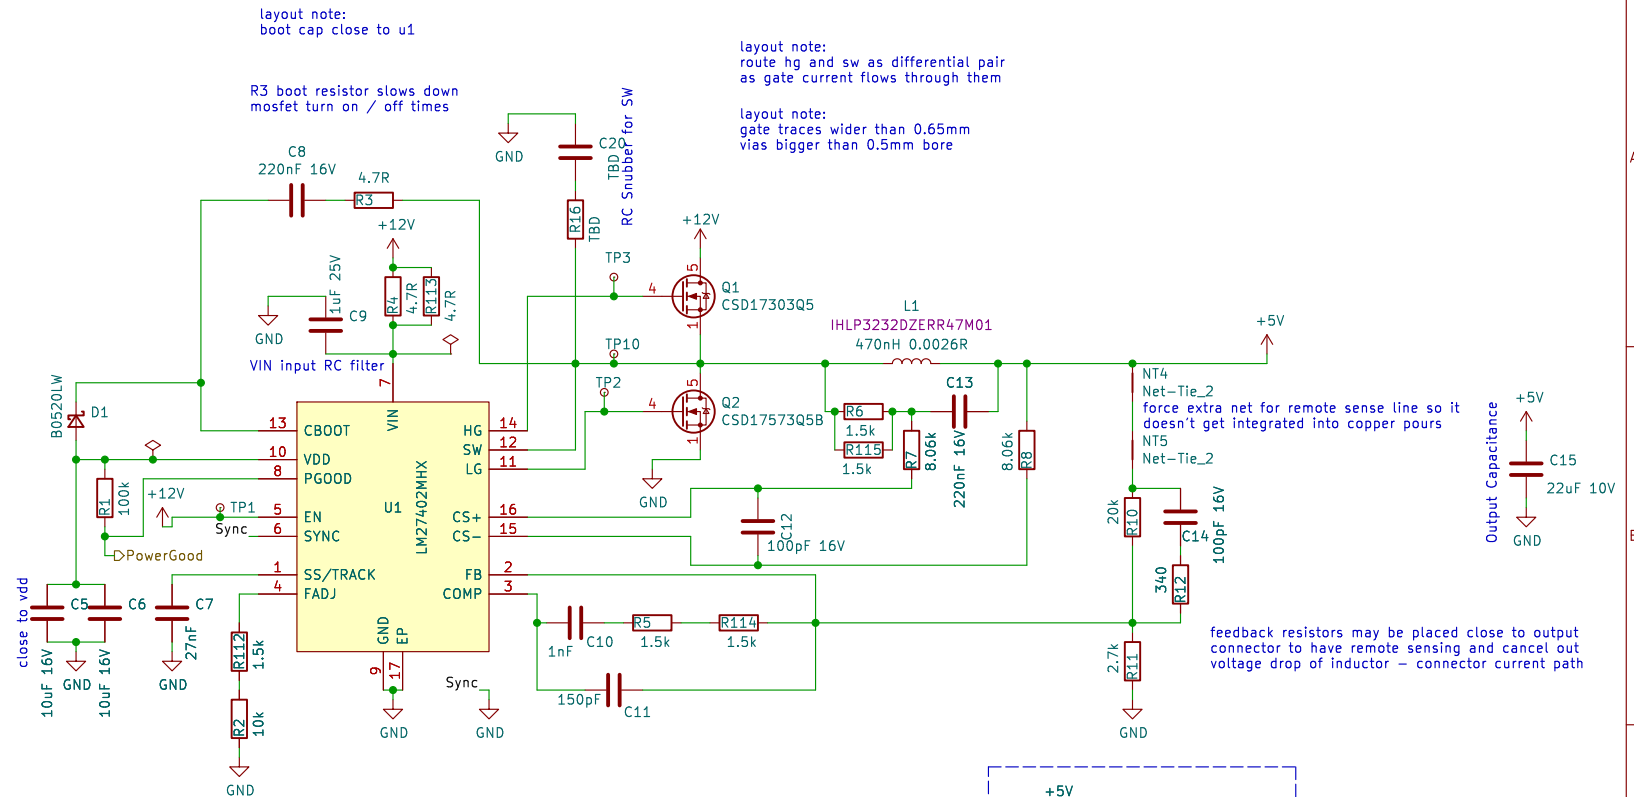 layout note:
boot cap close to u1
layout note:
route hg and sw as differential pair
as gate current flows through them
R3 boot resistor slows down
mosfet turn on / off times
layout note:
gate traces wider than 0.65mm
vias bigger than 0.5mm bore
RC Snubber for SW
C20
TBD
GND
C8
220nF 16V
4.7R
R3
R16
TBD
+12V
+12V
TP3
5
Q1
CSD17303Q5
4
1
1uF 25V
C9
GND
R4
4.7R
R113
4.7R
VIN input RC filter
TP10
L1
IHLP3232DZERR47M01
470nH 0.0026R
+5V
7
TP2
5
Q2
CSD17573Q5B
4
1
GND
C13
220nF 16V
R6
1.5k
R115
1.5k
R7
8.06k
8.06k
R8
NT4
Net-Tie_2
force extra net for remote sense line so it
doesn't get integrated into copper pours
NT5
Net-Tie_2
Output Capacitance
+5V
C15
22uF 10V
GND
B0520LW
D1
13
CBOOT
VIN
HG
14
10
VDD
SW
12
8
PGOOD
LG
11
R1
100k
+12V
TP1
5
EN
U1
LM27402MHX
CS+
16
Sync
6
SYNC
CS-
15
PowerGood
C12
100pF 16V
20k
R10
C14
100pF 16V
340
R12
1
SS/TRACK
FB
2
4
FADJ
COMP
3
GND
EP
9
17
GND
close to vdd
C5
10uF 16V
C6
10uF 16V
GND
C7
27nF
GND
R112
1.5k
R2
10k
GND
Sync
GND
C10
1nF
R5
1.5k
R114
1.5k
150pF
C11
2.7k
R11
GND
feedback resistors may be placed close to output
connector to have remote sensing and cancel out
voltage drop of inductor – connector current path
+5V